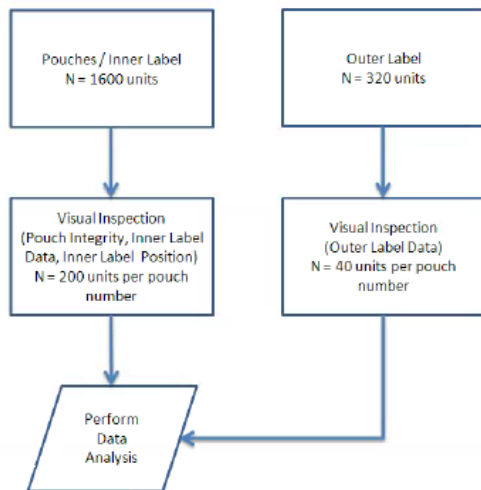 Pouches / Inner Label
N = 1600 units
Outer Label
N = 320 units
Visual Inspection
(Pouch Integrity, Inner Label
Data, Inner Label Position)
N = 200 units per pouch
number
Visual Inspection
(Outer Label Data)
N = 40 units per pouch
number
Perform
Data
Analysis